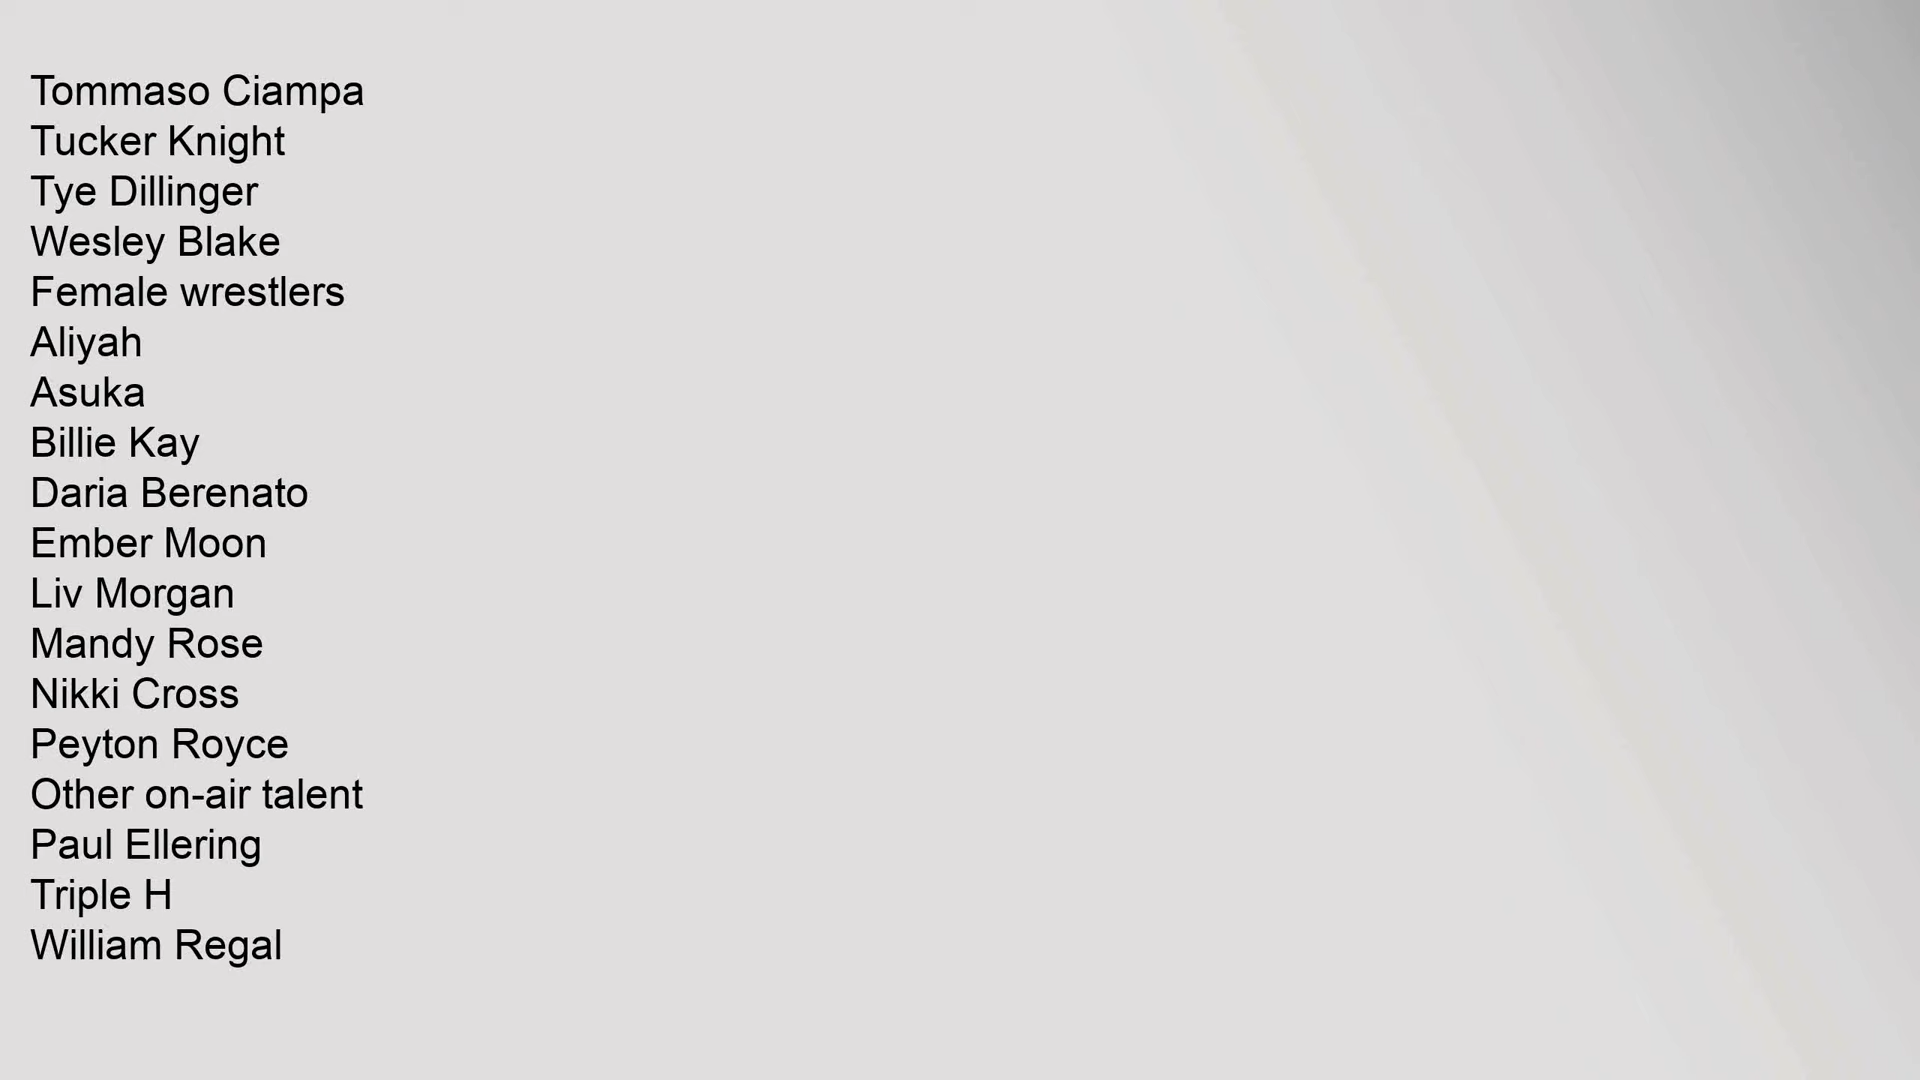 Tommaso Ciampa
Tucker Knight
Tye Dillinger
Wesley Blake
Female wrestlers
Aliyah
Asuka
Billie Kay
Daria Berenato
Ember Moon
Liv Morgan
Mandy Rose
Nikki Cross
Peyton Royce
Other on-air talent
Paul Ellering
Triple H
William Regal